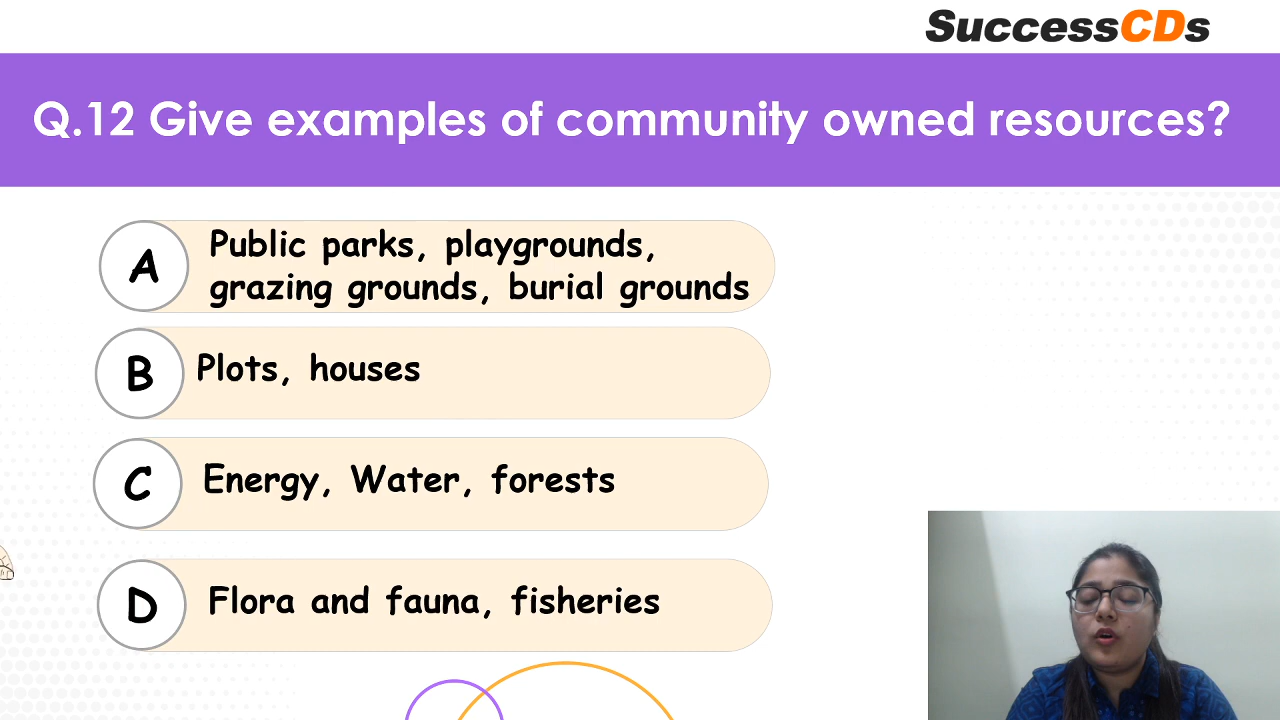 SuccessCDs
Q.12 Give examples of community owned resources?
A
Public parks, playgrounds,
grazing grounds, burial grounds
B
Plots, houses
C
Energy, Water, forests
D
Flora and fauna, fisheries